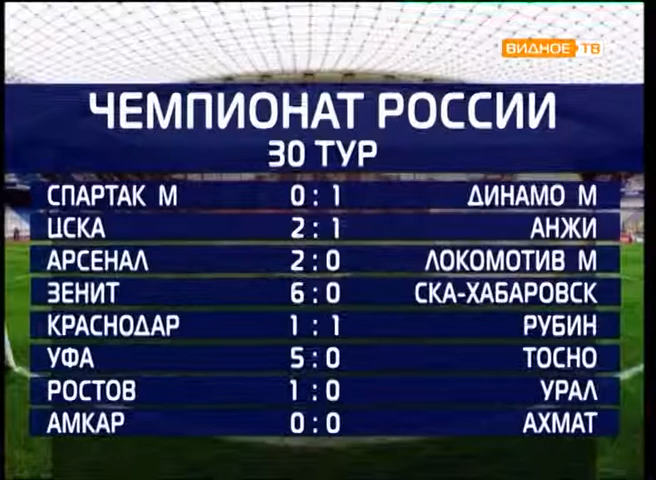 ВИДНОЕ ТВ
ЧЕМПИОНАТ РОССИИ
30 ТУР
СПАРТАК М 0 : 1 ДИНАМО М
ЦСКА 2 : 1 АНЖИ
АРСЕНАЛ 2 : 0 ЛОКОМОТИВ М
ЗЕНИТ 6 : 0 СКА-ХАБАРОВСК
КРАСНОДАР 1 : 1 РУБИН
УФА 5 : 0 ТОСНО
РОСТОВ 1 : 0 УРАЛ
АМКАР 0 : 0 АХМАТ